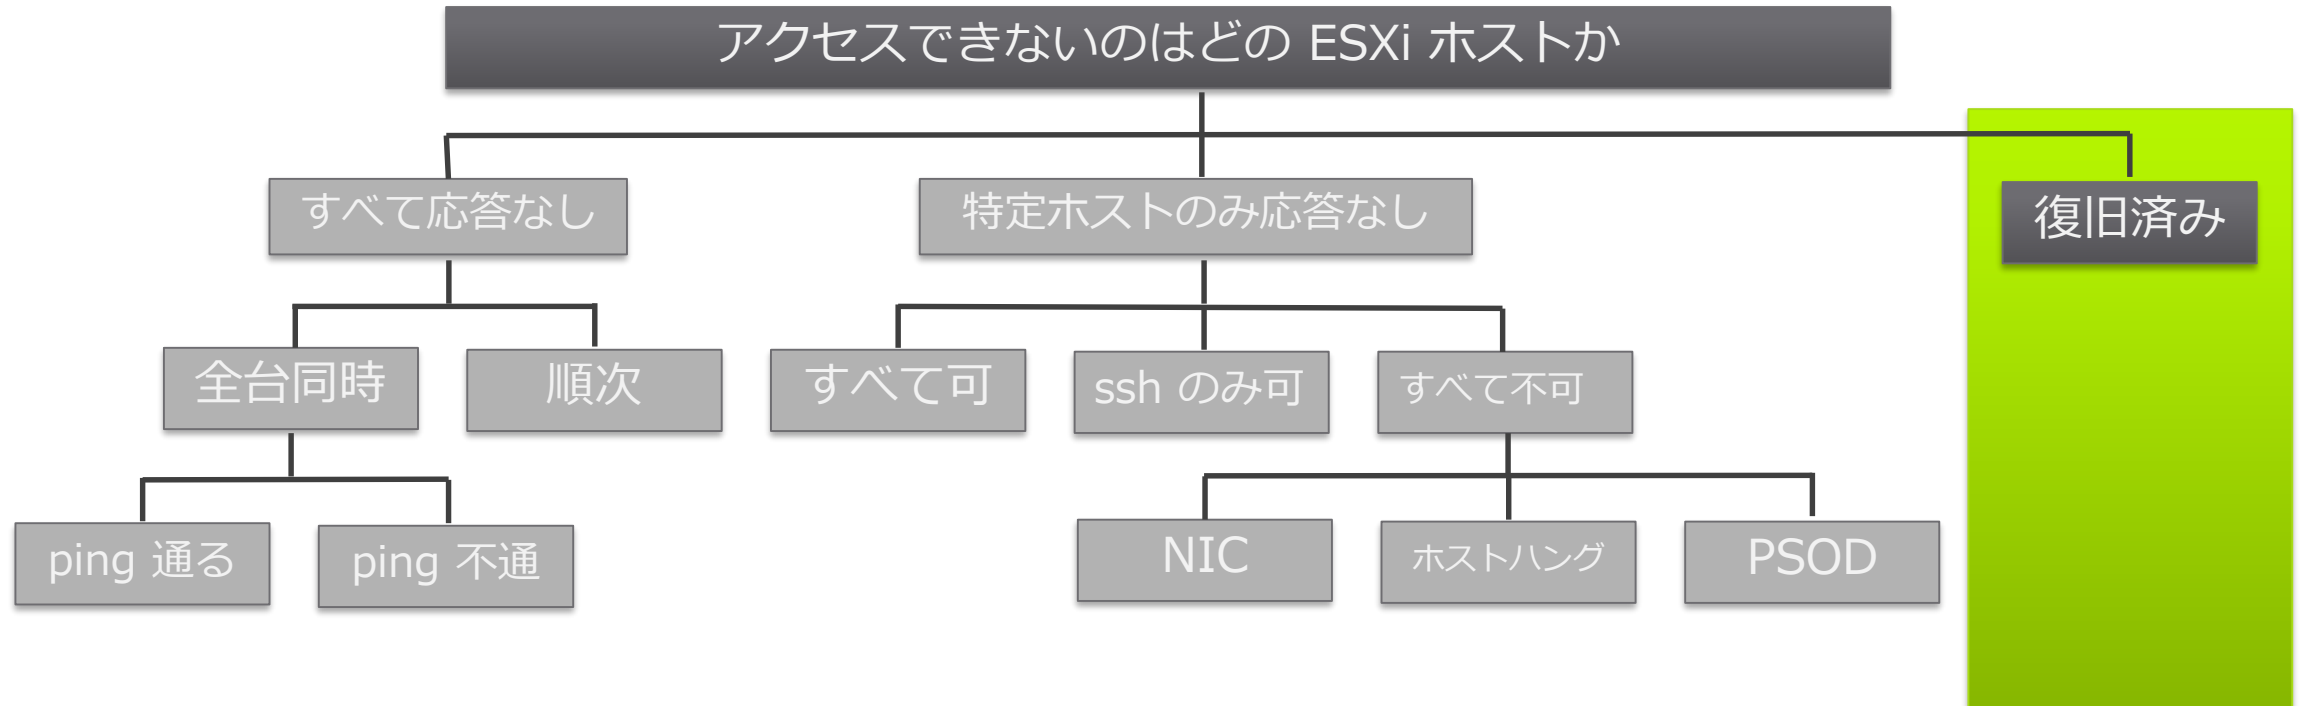 アクセスできないのはどの ESXi ホストか
すべて応答なし
特定ホストのみ応答なし
復旧済み
全台同時
順次
すべて可
ssh のみ可
すべて不可
ping 通る
ping 不通
NIC
ホストハング
PSOD